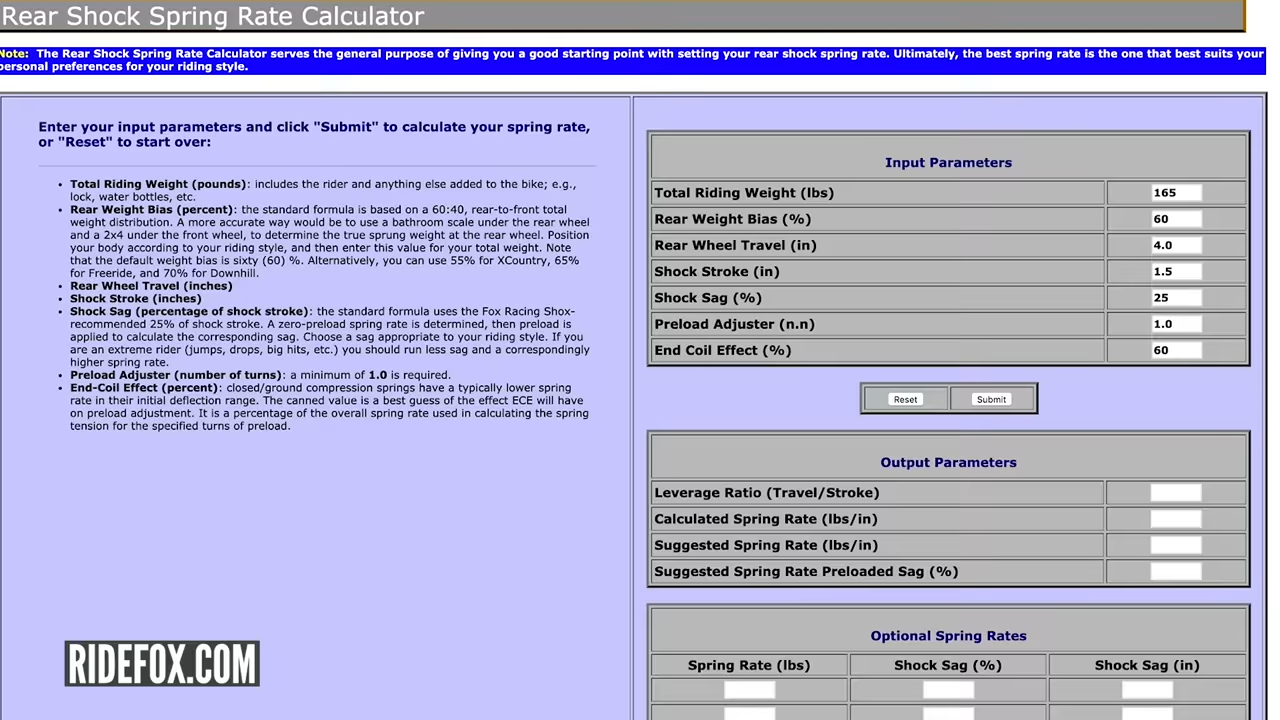 Rear Shock Spring Rate Calculator
Note: The Rear Shock Spring Rate Calculator serves the general purpose of giving you a good starting point with setting your rear shock spring rate. Ultimately, the best spring rate is the one that best suits your
personal preferences for your riding style.
Enter your input parameters and click "Submit" to calculate your spring rate,
or "Reset" to start over:
• Total Riding Weight (pounds): includes the rider and anything else added to the bike; e.g.,
lock, water bottles, etc.
• Rear Weight Bias (percent): the standard formula is based on a 60:40, rear-to-front total
weight distribution. A more accurate way would be to use a bathroom scale under the rear wheel
and a 2x4 under the front wheel, to determine the true sprung weight at the rear wheel. Position
your body according to your riding style, and then enter this value for your total weight. Note
that the default weight bias is sixty (60) %. Alternatively, you can use 55% for XCountry, 65%
for Freeride, and 70% for Downhill.
• Rear Wheel Travel (inches)
• Shock Stroke (inches)
• Shock Sag (percentage of shock stroke): the standard formula uses the Fox Racing Shox-
recommended 25% of shock stroke. A zero-preload spring rate is determined, then preload is
applied to calculate the corresponding sag. Choose a sag appropriate to your riding style. If you
are an extreme rider (jumps, drops, big hits, etc.) you should run less sag and a correspondingly
higher spring rate.
• Preload Adjuster (number of turns): a minimum of 1.0 is required.
• End-Coil Effect (percent): closed/ground compression springs have a typically lower spring
rate in their initial deflection range. The canned value is a best guess of the effect ECE will have
on preload adjustment. It is a percentage of the overall spring rate used in calculating the spring
tension for the specified turns of preload.
RIDEFOX.COM
Input Parameters
Total Riding Weight (lbs) 165
Rear Weight Bias (%) 60
Rear Wheel Travel (in) 4.0
Shock Stroke (in) 1.5
Shock Sag (%) 25
Preload Adjuster (n.n) 1.0
End Coil Effect (%) 60
Reset Submit
Output Parameters
Leverage Ratio (Travel/Stroke)
Calculated Spring Rate (lbs/in)
Suggested Spring Rate (lbs/in)
Suggested Spring Rate Preloaded Sag (%)
Optional Spring Rates
Spring Rate (lbs) Shock Sag (%) Shock Sag (in)